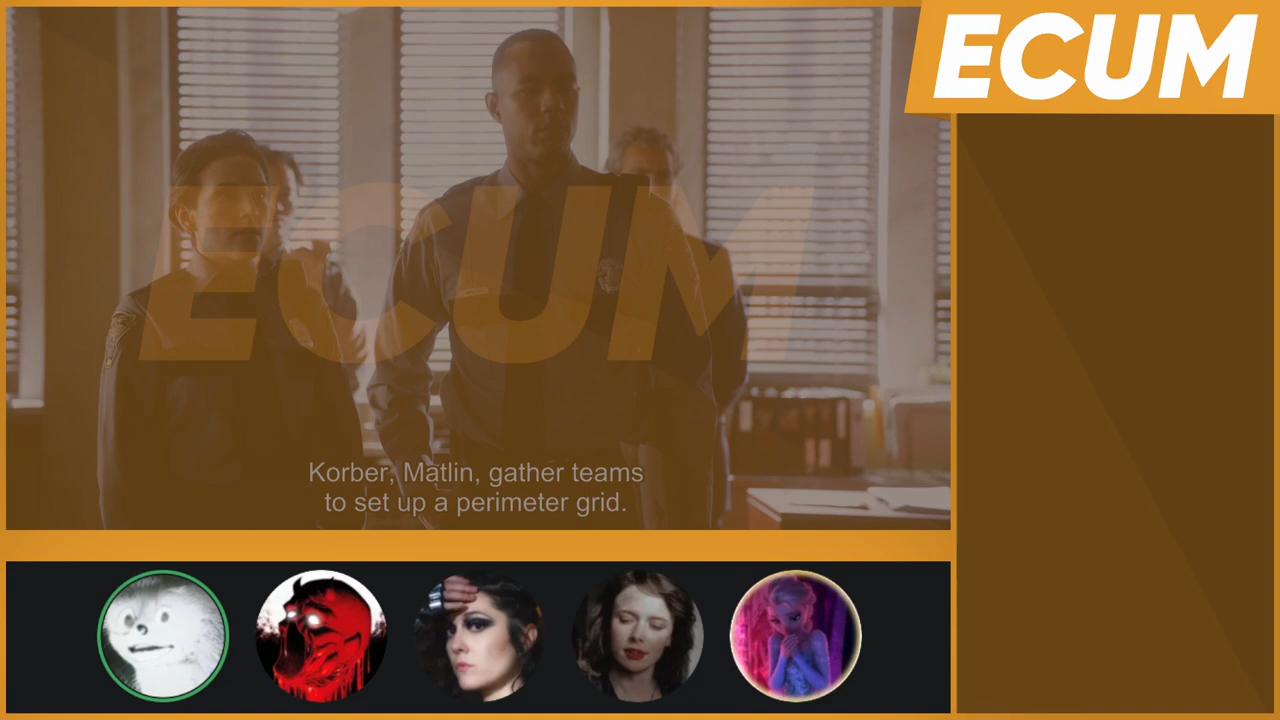 ECUM
ECUM
Korber, Matlin, gather teams
to set up a perimeter grid.